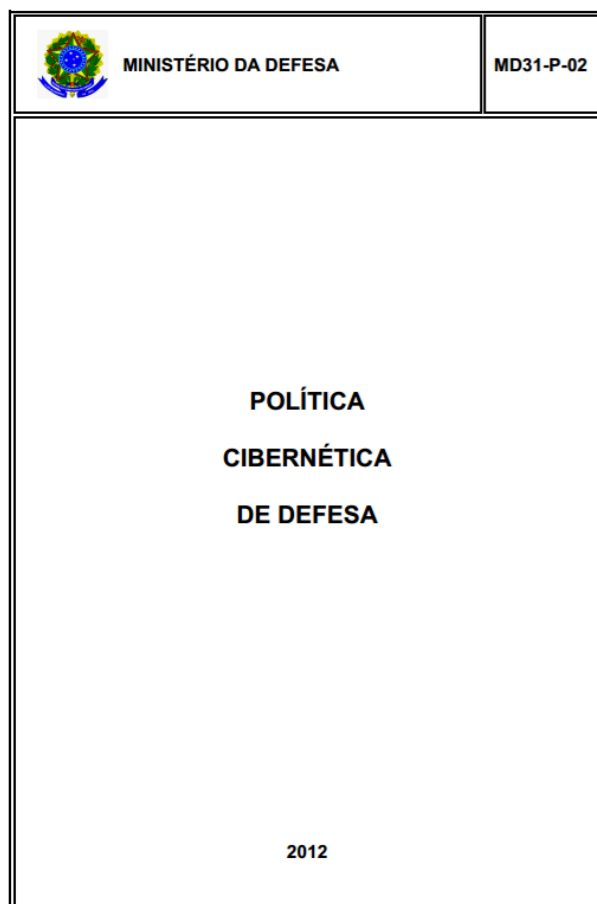 MINISTÉRIO DA DEFESA
MD31-P-02
POLÍTICA
CIBERNÉTICA
DE DEFESA
2012